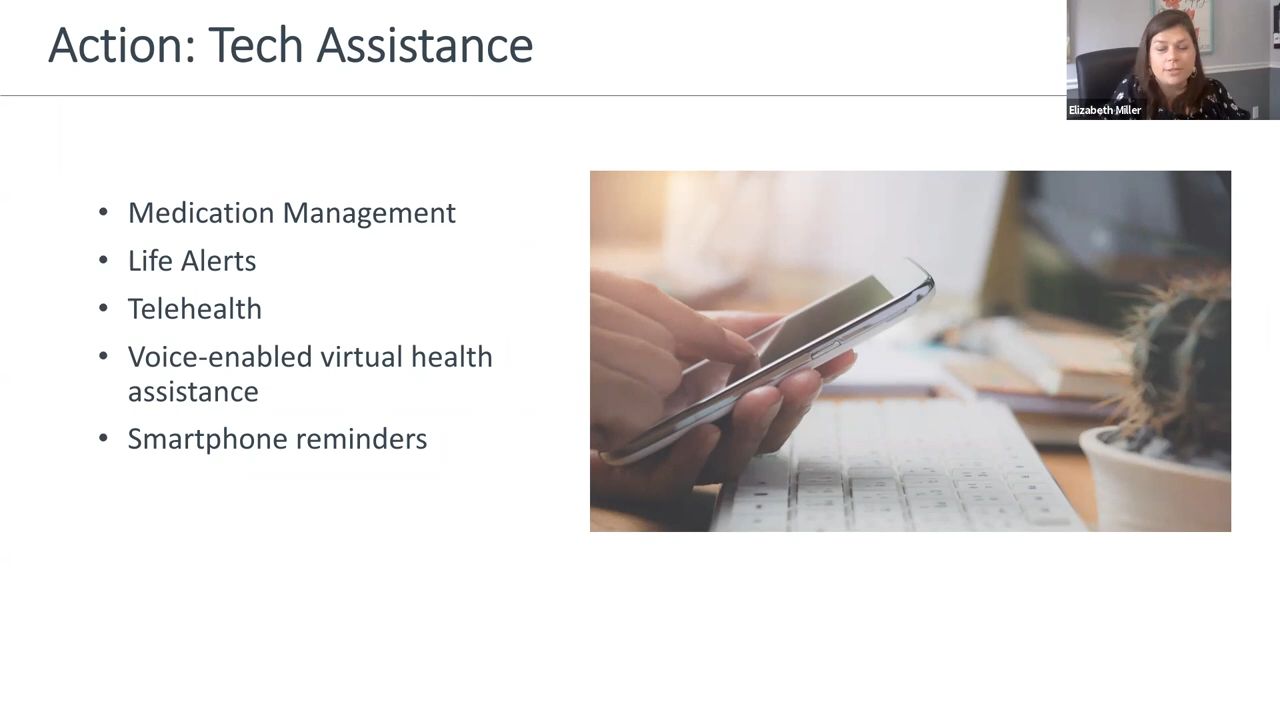 Action: Tech Assistance
Elizabeth Miller
• Medication Management
• Life Alerts
• Telehealth
• Voice-enabled virtual health
assistance
• Smartphone reminders